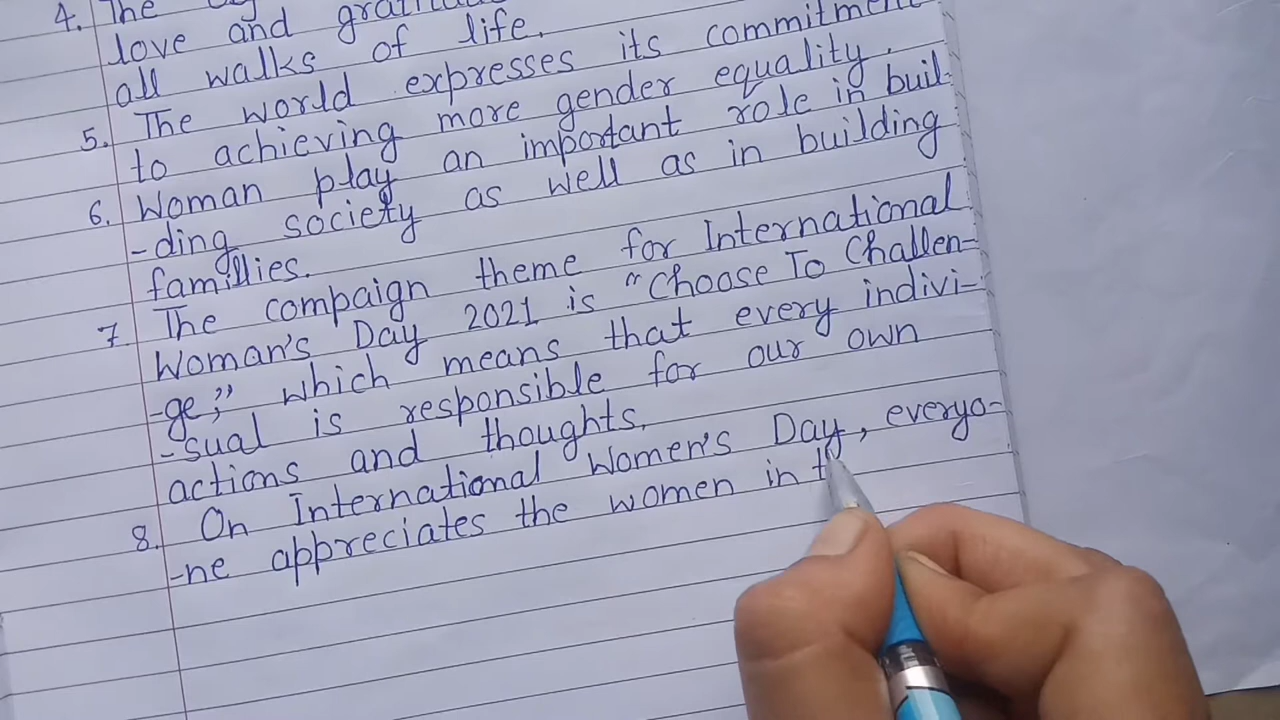 4. The
love and
all walks of life.
5. The world expresses its commitment
to achieving more gender equality.
6. Woman play an important role in buil-
-ding society as well as in building
famillies.
7. The compaign theme for International
Woman's Day 2021 is "Choose To Challen-
-ge," which means that every indivi-
-sual is responsible for our own
actions and thoughts.
8. On International Women's Day, everyo-
-ne appreciates the women in t